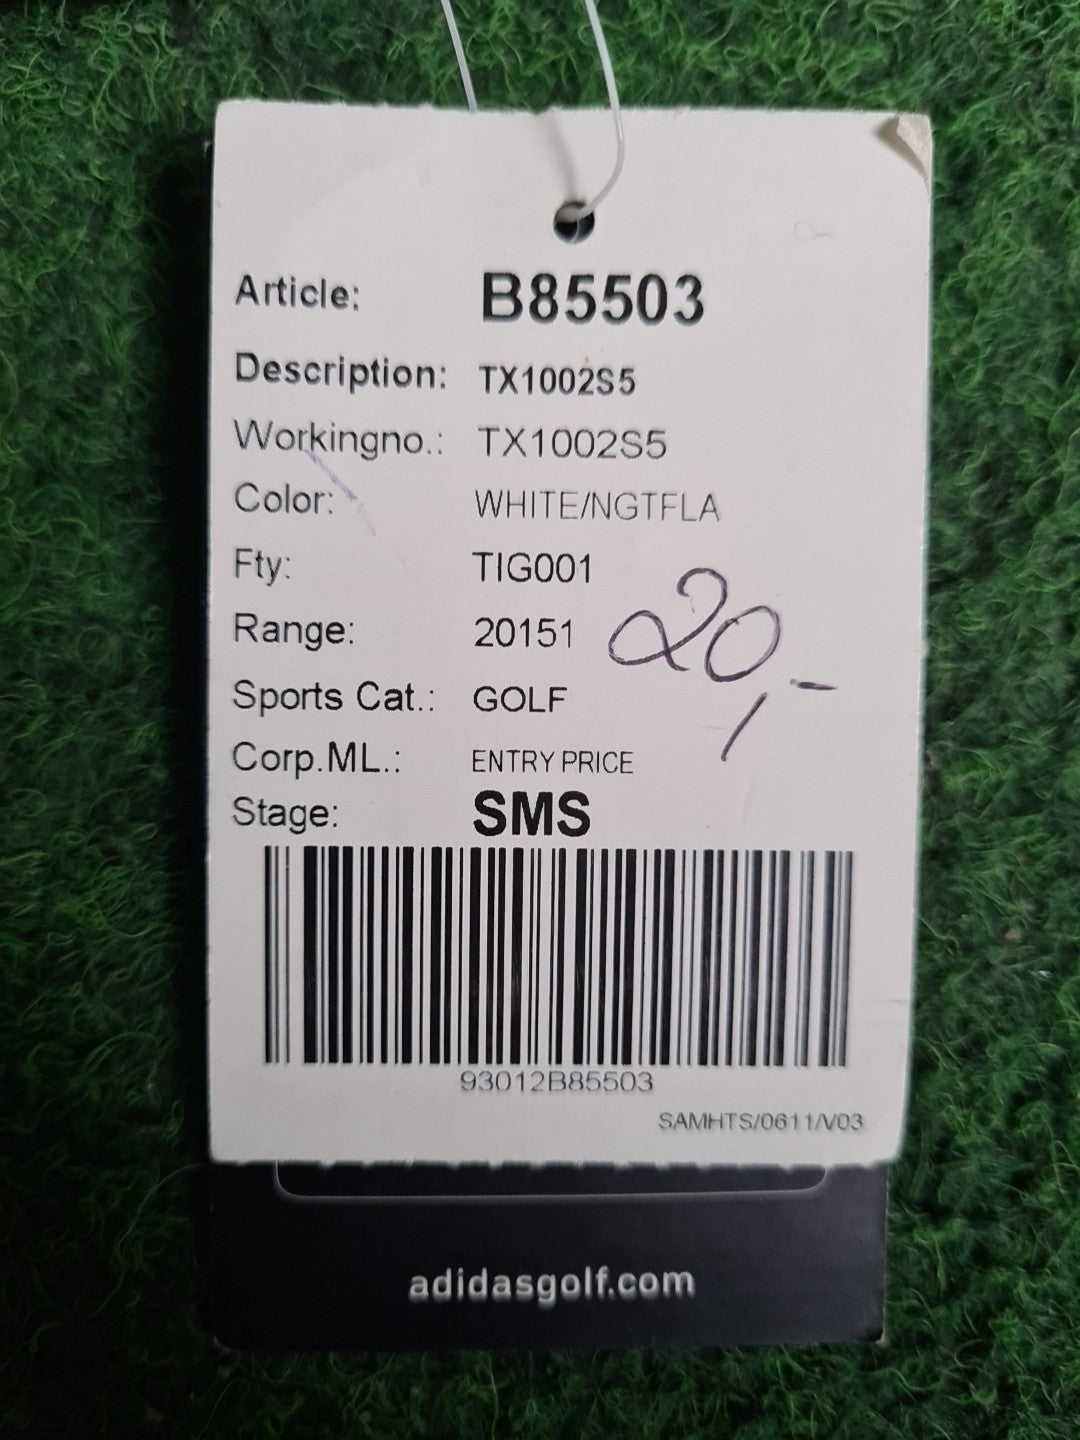 Article: B85503
Description: TX1002S5
Workingno.: TX1002S5
Color: WHITE/NGTFLA
Fty: TIG001
Range: 20151
20,-
Sports Cat.: GOLF
Corp.ML.: ENTRY PRICE
Stage: SMS
93012B85503
SAMHTS/0611/V03
adidasgolf.com